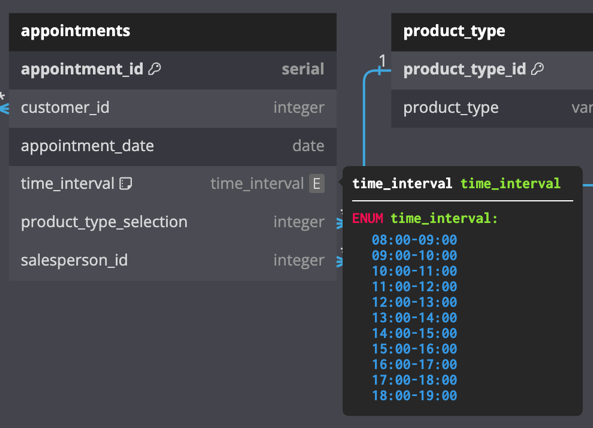 appointments
appointment_id serial
customer_id integer
appointment_date date
time_interval time_interval E
product_type_selection integer
salesperson_id integer
*
1
product_type
product_type_id
product_type
time_interval time_interval
ENUM time_interval:
08:00-09:00
09:00-10:00
10:00-11:00
11:00-12:00
12:00-13:00
13:00-14:00
14:00-15:00
15:00-16:00
16:00-17:00
17:00-18:00
18:00-19:00